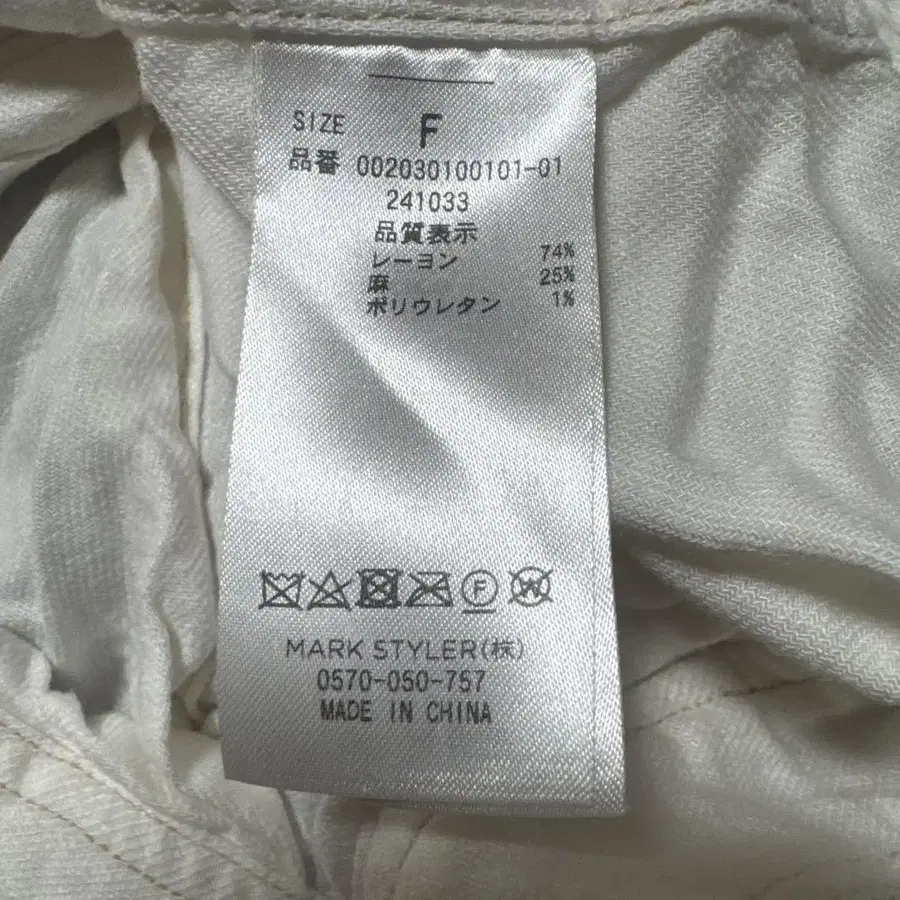 SIZE F
品番 002030100101-01
241033
品質表示
レーヨン 74%
麻 25%
ポリウレタン 1%
F W
MARK STYLER(株)
0570-050-757
MADE IN CHINA